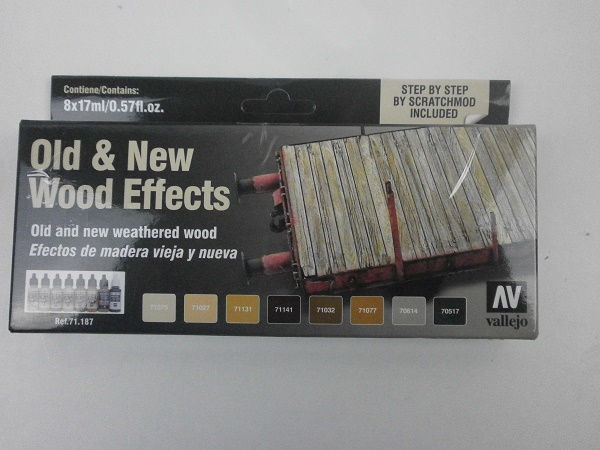 Contiene/Contains:
8x17ml/0.57fl.oz.
STEP BY STEP
BY SCRATCHMOD
INCLUDED
Old & New
Wood Effects
Old and new weathered wood
Efectos de madera vieja y nueva
71027 71131 71141 71032 71077 70614 70517
Ref.71.187
AV
vallejo